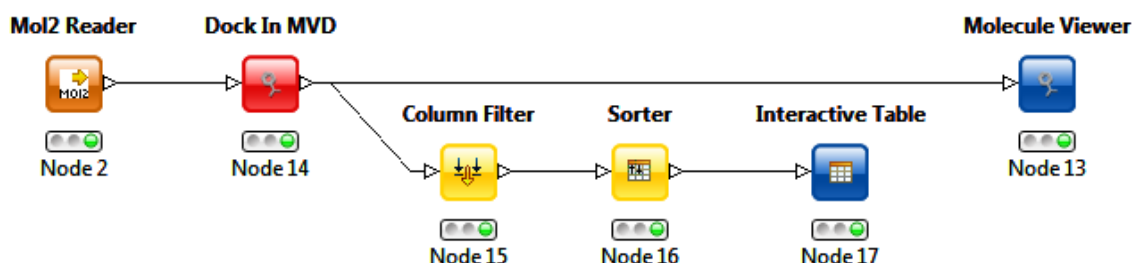 Mol2 Reader
Dock In MVD
Molecule Viewer
MOl2
Column Filter
Sorter
Interactive Table
Node 2
Node 14
Node 13
Node 15
Node 16
Node 17